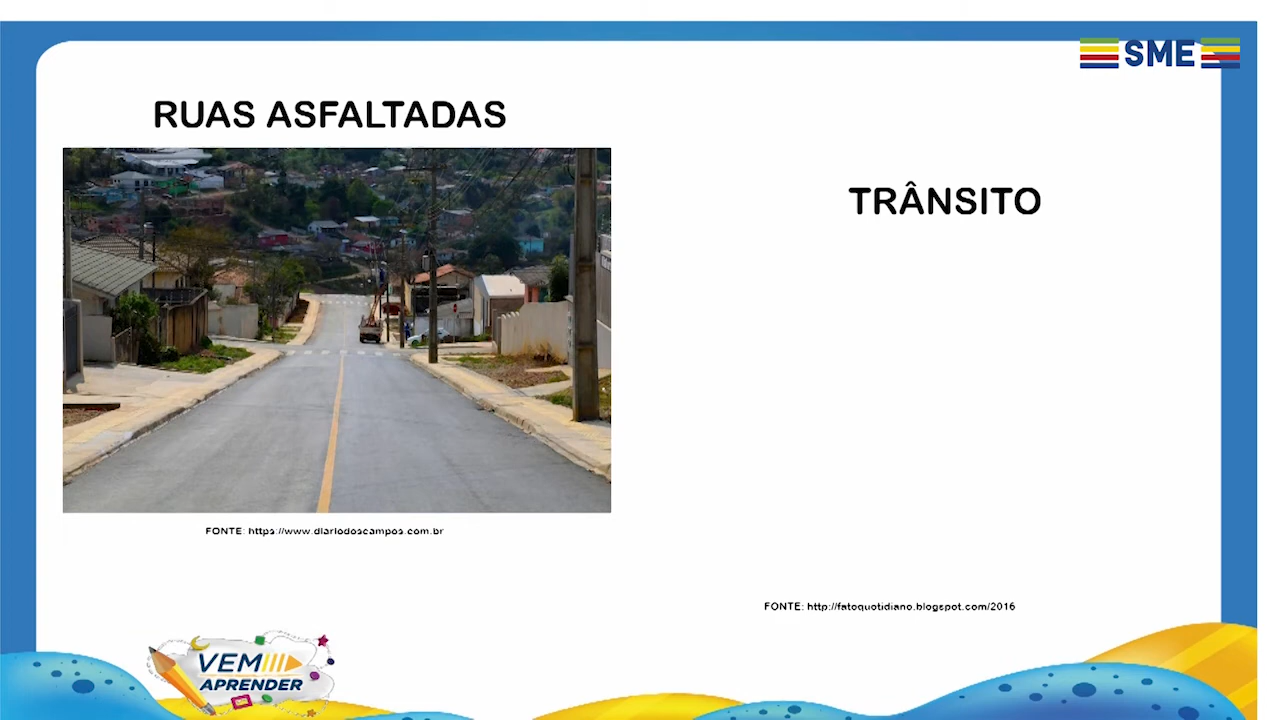 SME
RUAS ASFALTADAS
TRÂNSITO
FONTE: https://www.diariodoscampos.com.br
FONTE: http://fatoquotidiano.blogspot.com/2016
VEM
APRENDER